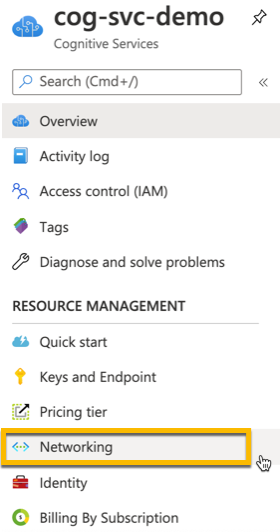 cog-svc-demo
Cognitive Services
Search (Cmd+/)
Overview
Activity log
Access control (IAM)
Tags
Diagnose and solve problems
RESOURCE MANAGEMENT
Quick start
Keys and Endpoint
Pricing tier
Networking
Identity
Billing By Subscription